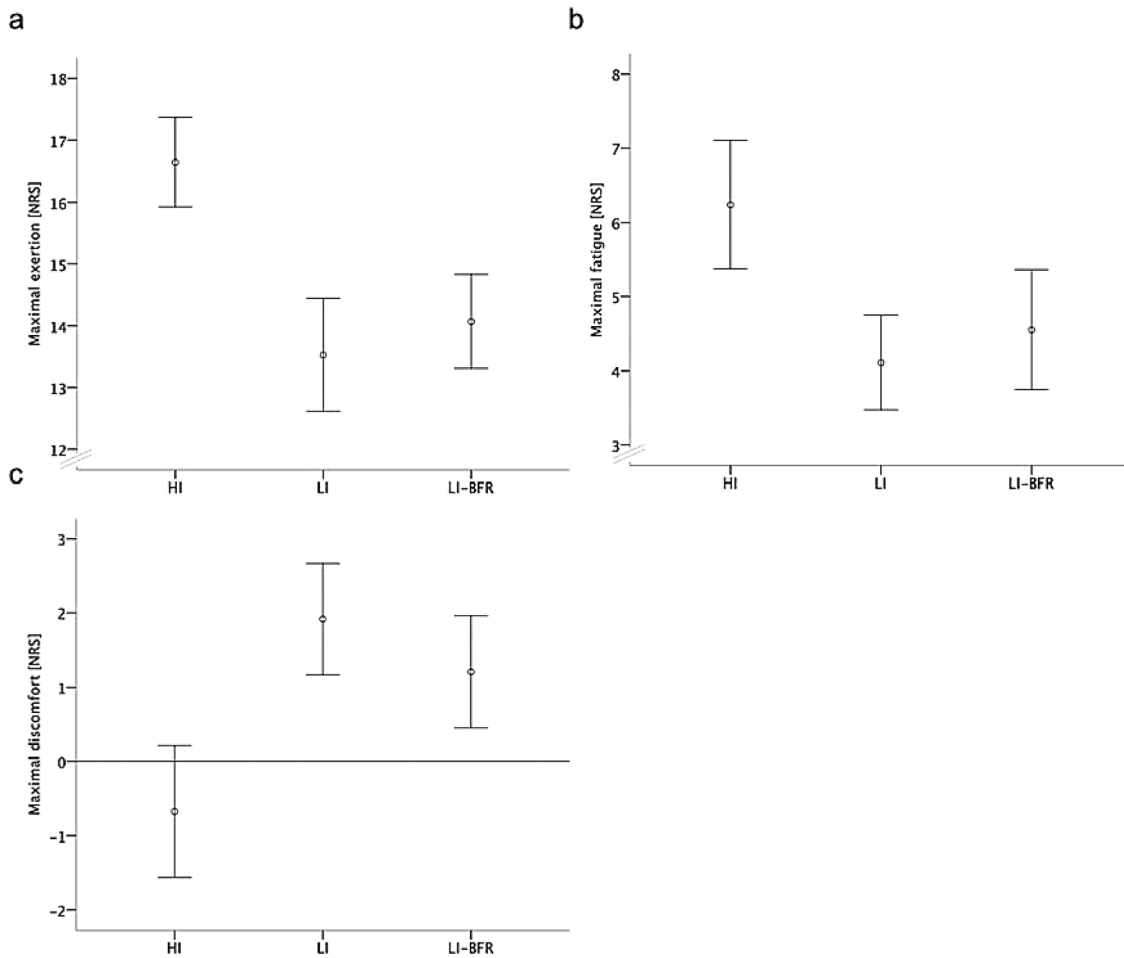 a
Maximal exertion [NRS]
18
17
16
15
14
13
12
HI LI LI-BFR
b
Maximal fatigue [NRS]
8
7
6
5
4
3
HI LI LI-BFR
c
Maximal discomfort [NRS]
3
2
1
0
-1
-2
HI LI LI-BFR